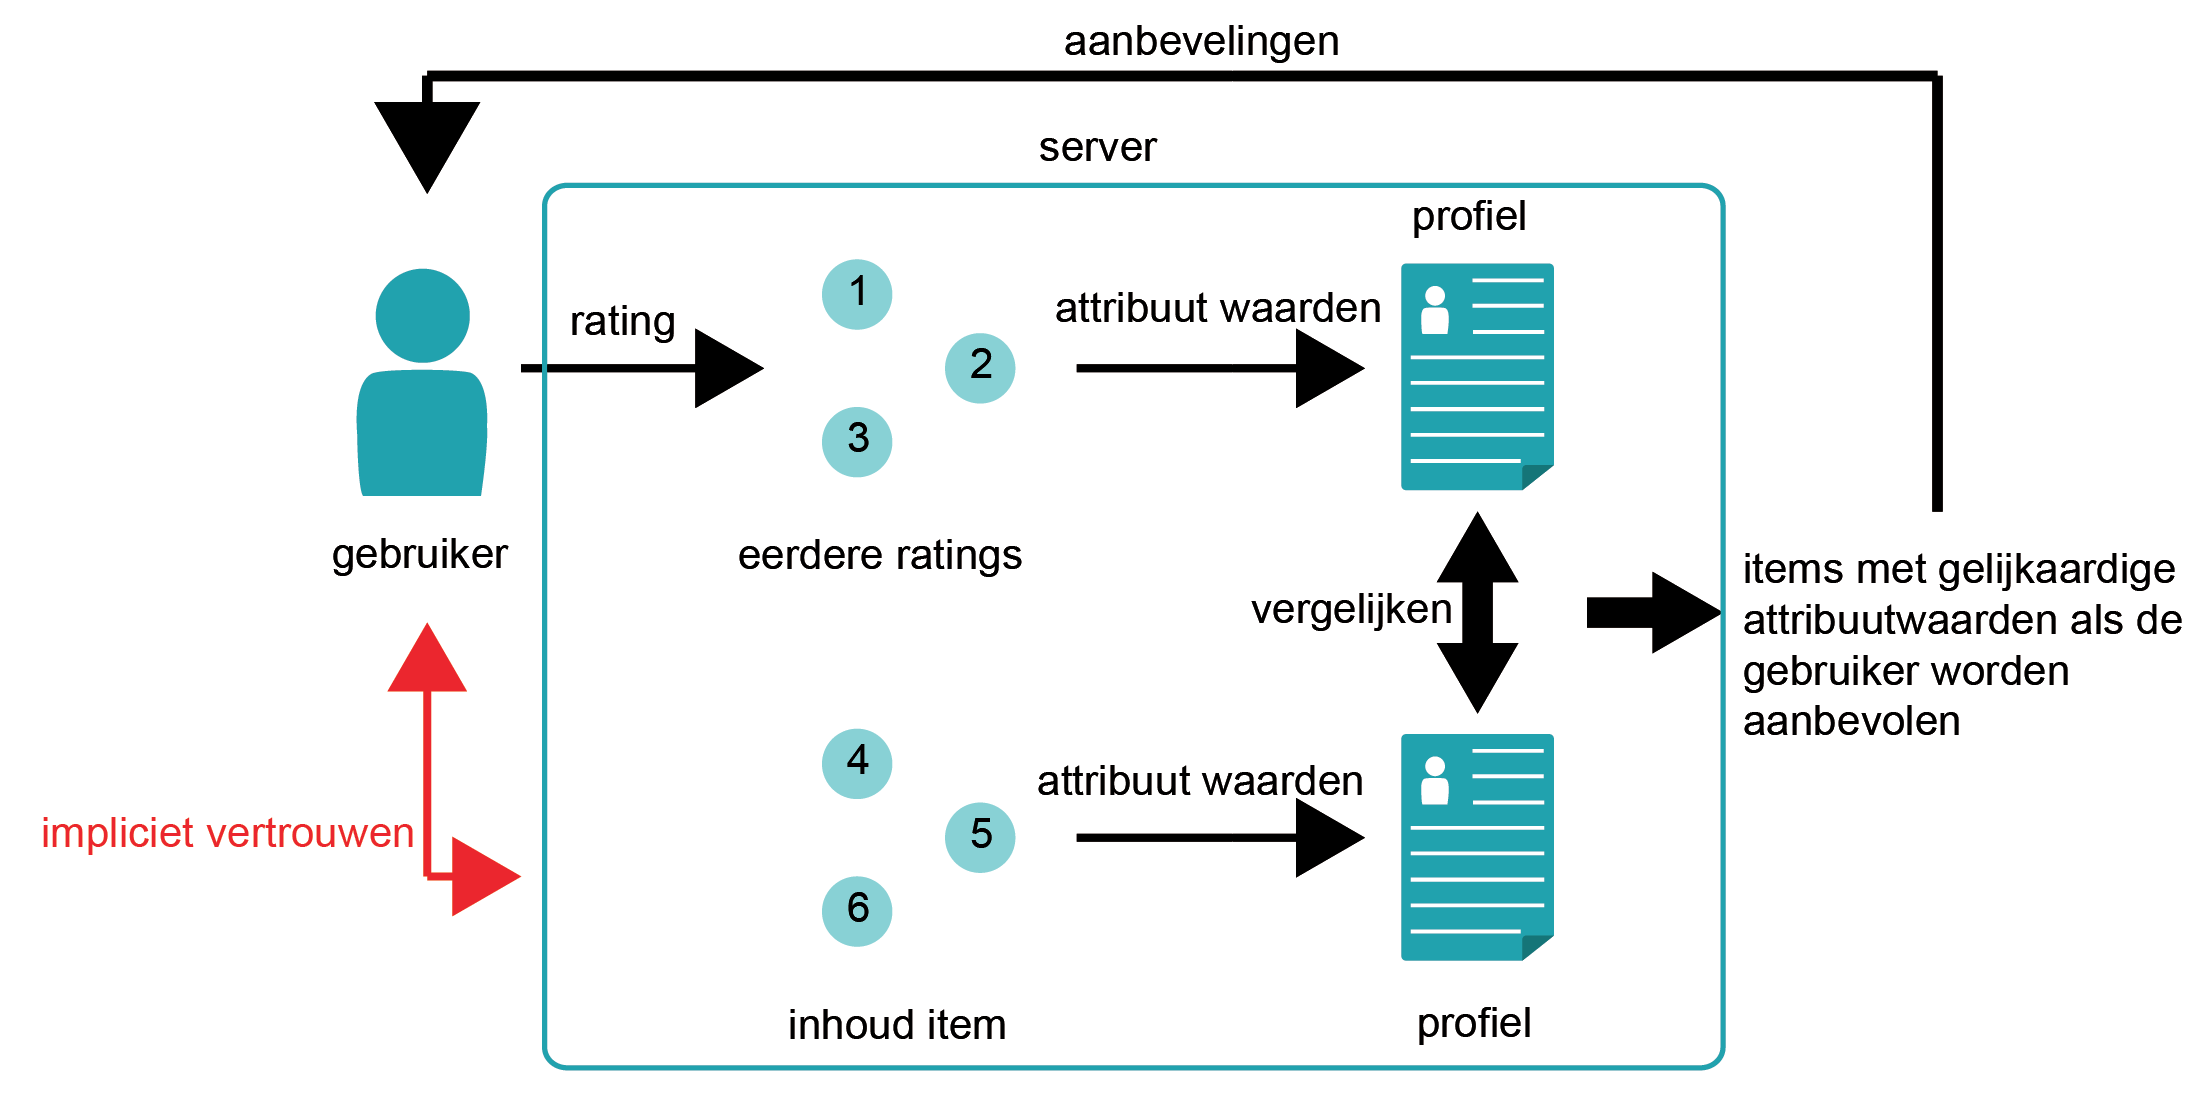 aanbevelingen
server
profiel
1
rating
2
attribuut waarden
3
gebruiker
eerdere ratings
vergelijken
items met gelijkaardige
attribuutwaarden als de
gebruiker worden
aanbevolen
impliciet vertrouwen
4
5
attribuut waarden
6
inhoud item
profiel